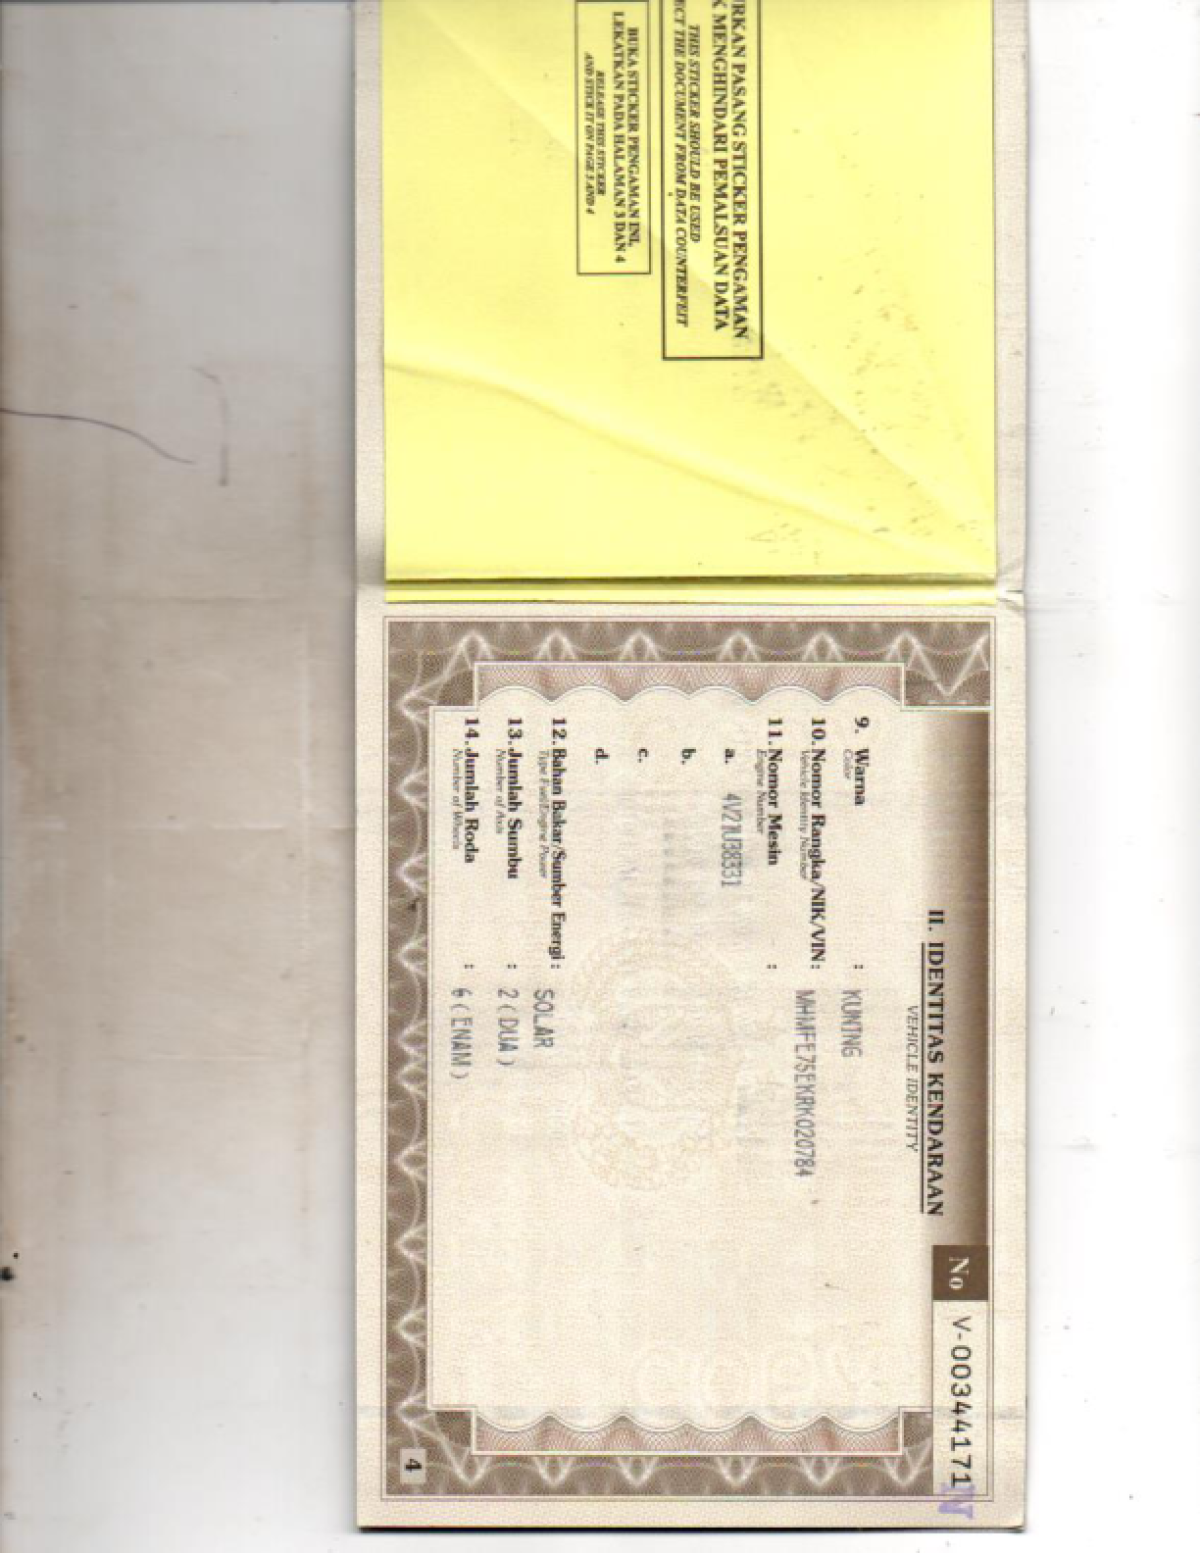 URKAN PASANG STICKER PENGAMAN
K MENGHINDARI PEMALSUAN DATA
THIS STICKER SHOULD BE USED
ECT THE DOCUMENT FROM DATA COUNTERFEIT
BUKA STICKER PENGAMAN INI,
LEKATKAN PADA HALAMAN 3 DAN 4
RELEASE THIS STICKER
AND STICK IT ON PAGE 3 AND 4
No V-00344171
N
II. IDENTITAS KENDARAAN
VEHICLE IDENTITY
9. Warna : KUNING
Color
10. Nomor Rangka/NIK/VIN : MHMFE75EKRK020784
Vehicle Identity Number
11. Nomor Mesin :
Engine Number
a. 4V21U38331
b.
c.
d.
12. Bahan Bakar/Sumber Energi : SOLAR
Type Fuel/Engine Power
13. Jumlah Sumbu : 2 ( DUA )
Number of Axis
14. Jumlah Roda : 6 ( ENAM )
Number of Wheels
4